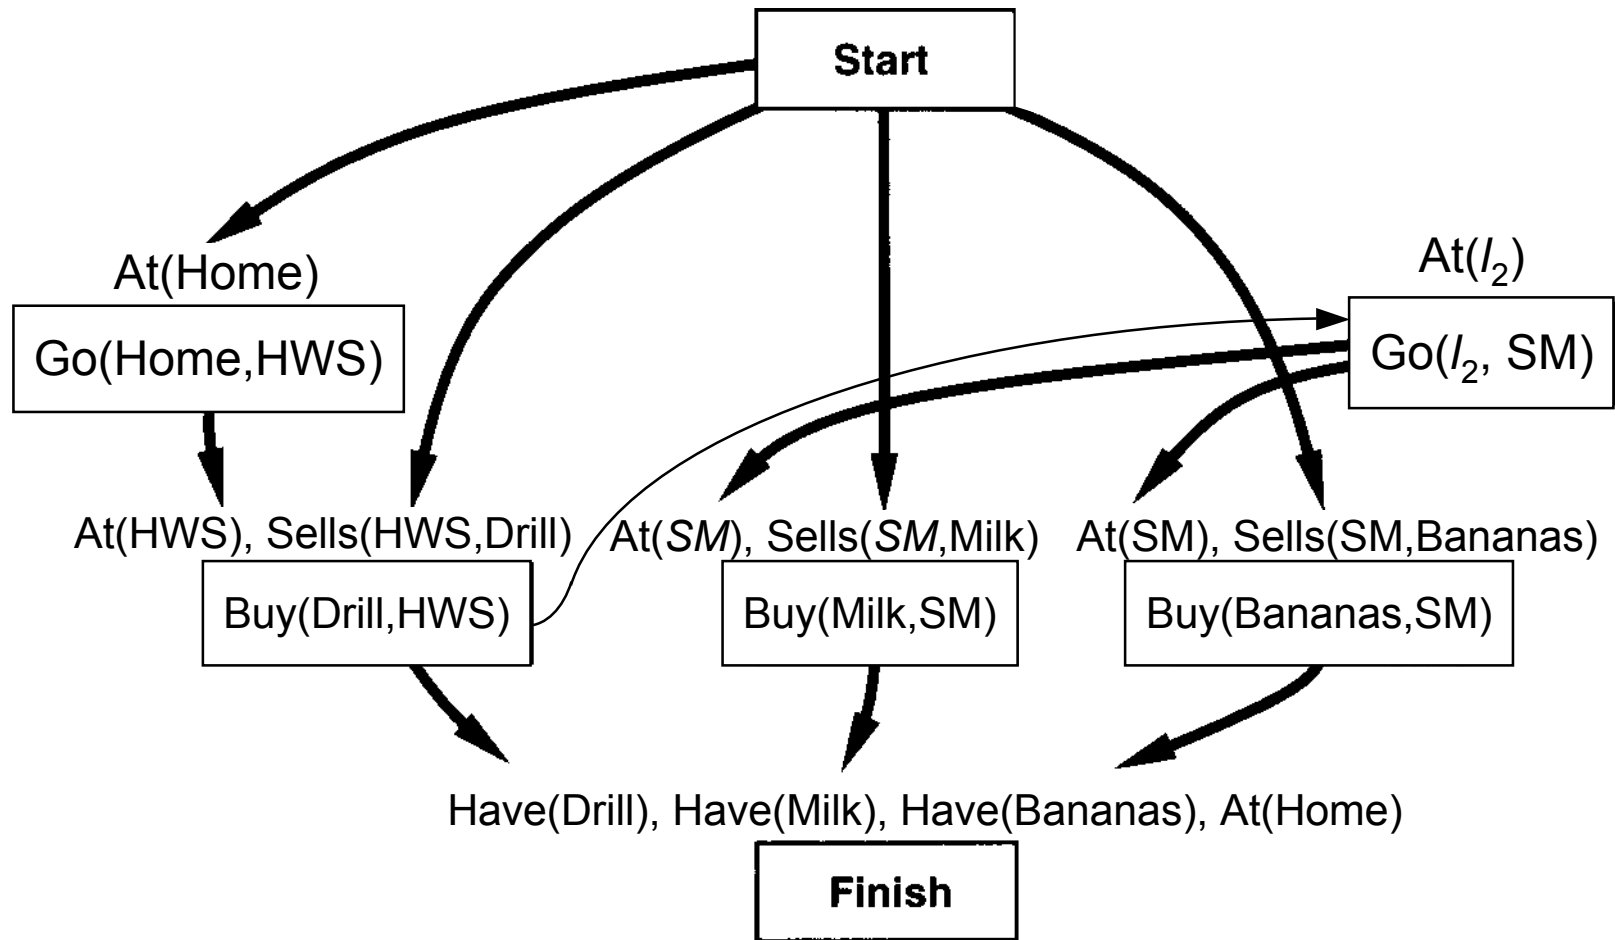 Start
At(Home)
At(l₂)
Go(Home,HWS)
Go(l₂, SM)
At(HWS), Sells(HWS,Drill)
At(SM), Sells(SM,Milk)
At(SM), Sells(SM,Bananas)
Buy(Drill,HWS)
Buy(Milk,SM)
Buy(Bananas,SM)
Have(Drill), Have(Milk), Have(Bananas), At(Home)
Finish